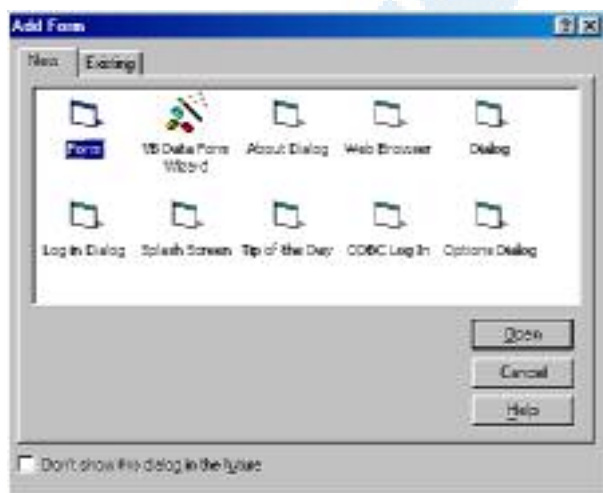 Add Form
New Existing
Form VB Data Form Wizard About Dialog Web Browser Dialog
Log in Dialog Splash Screen Tip of the Day ODBC Log In Options Dialog
Open
Cancel
Help
Don't show this dialog in the future